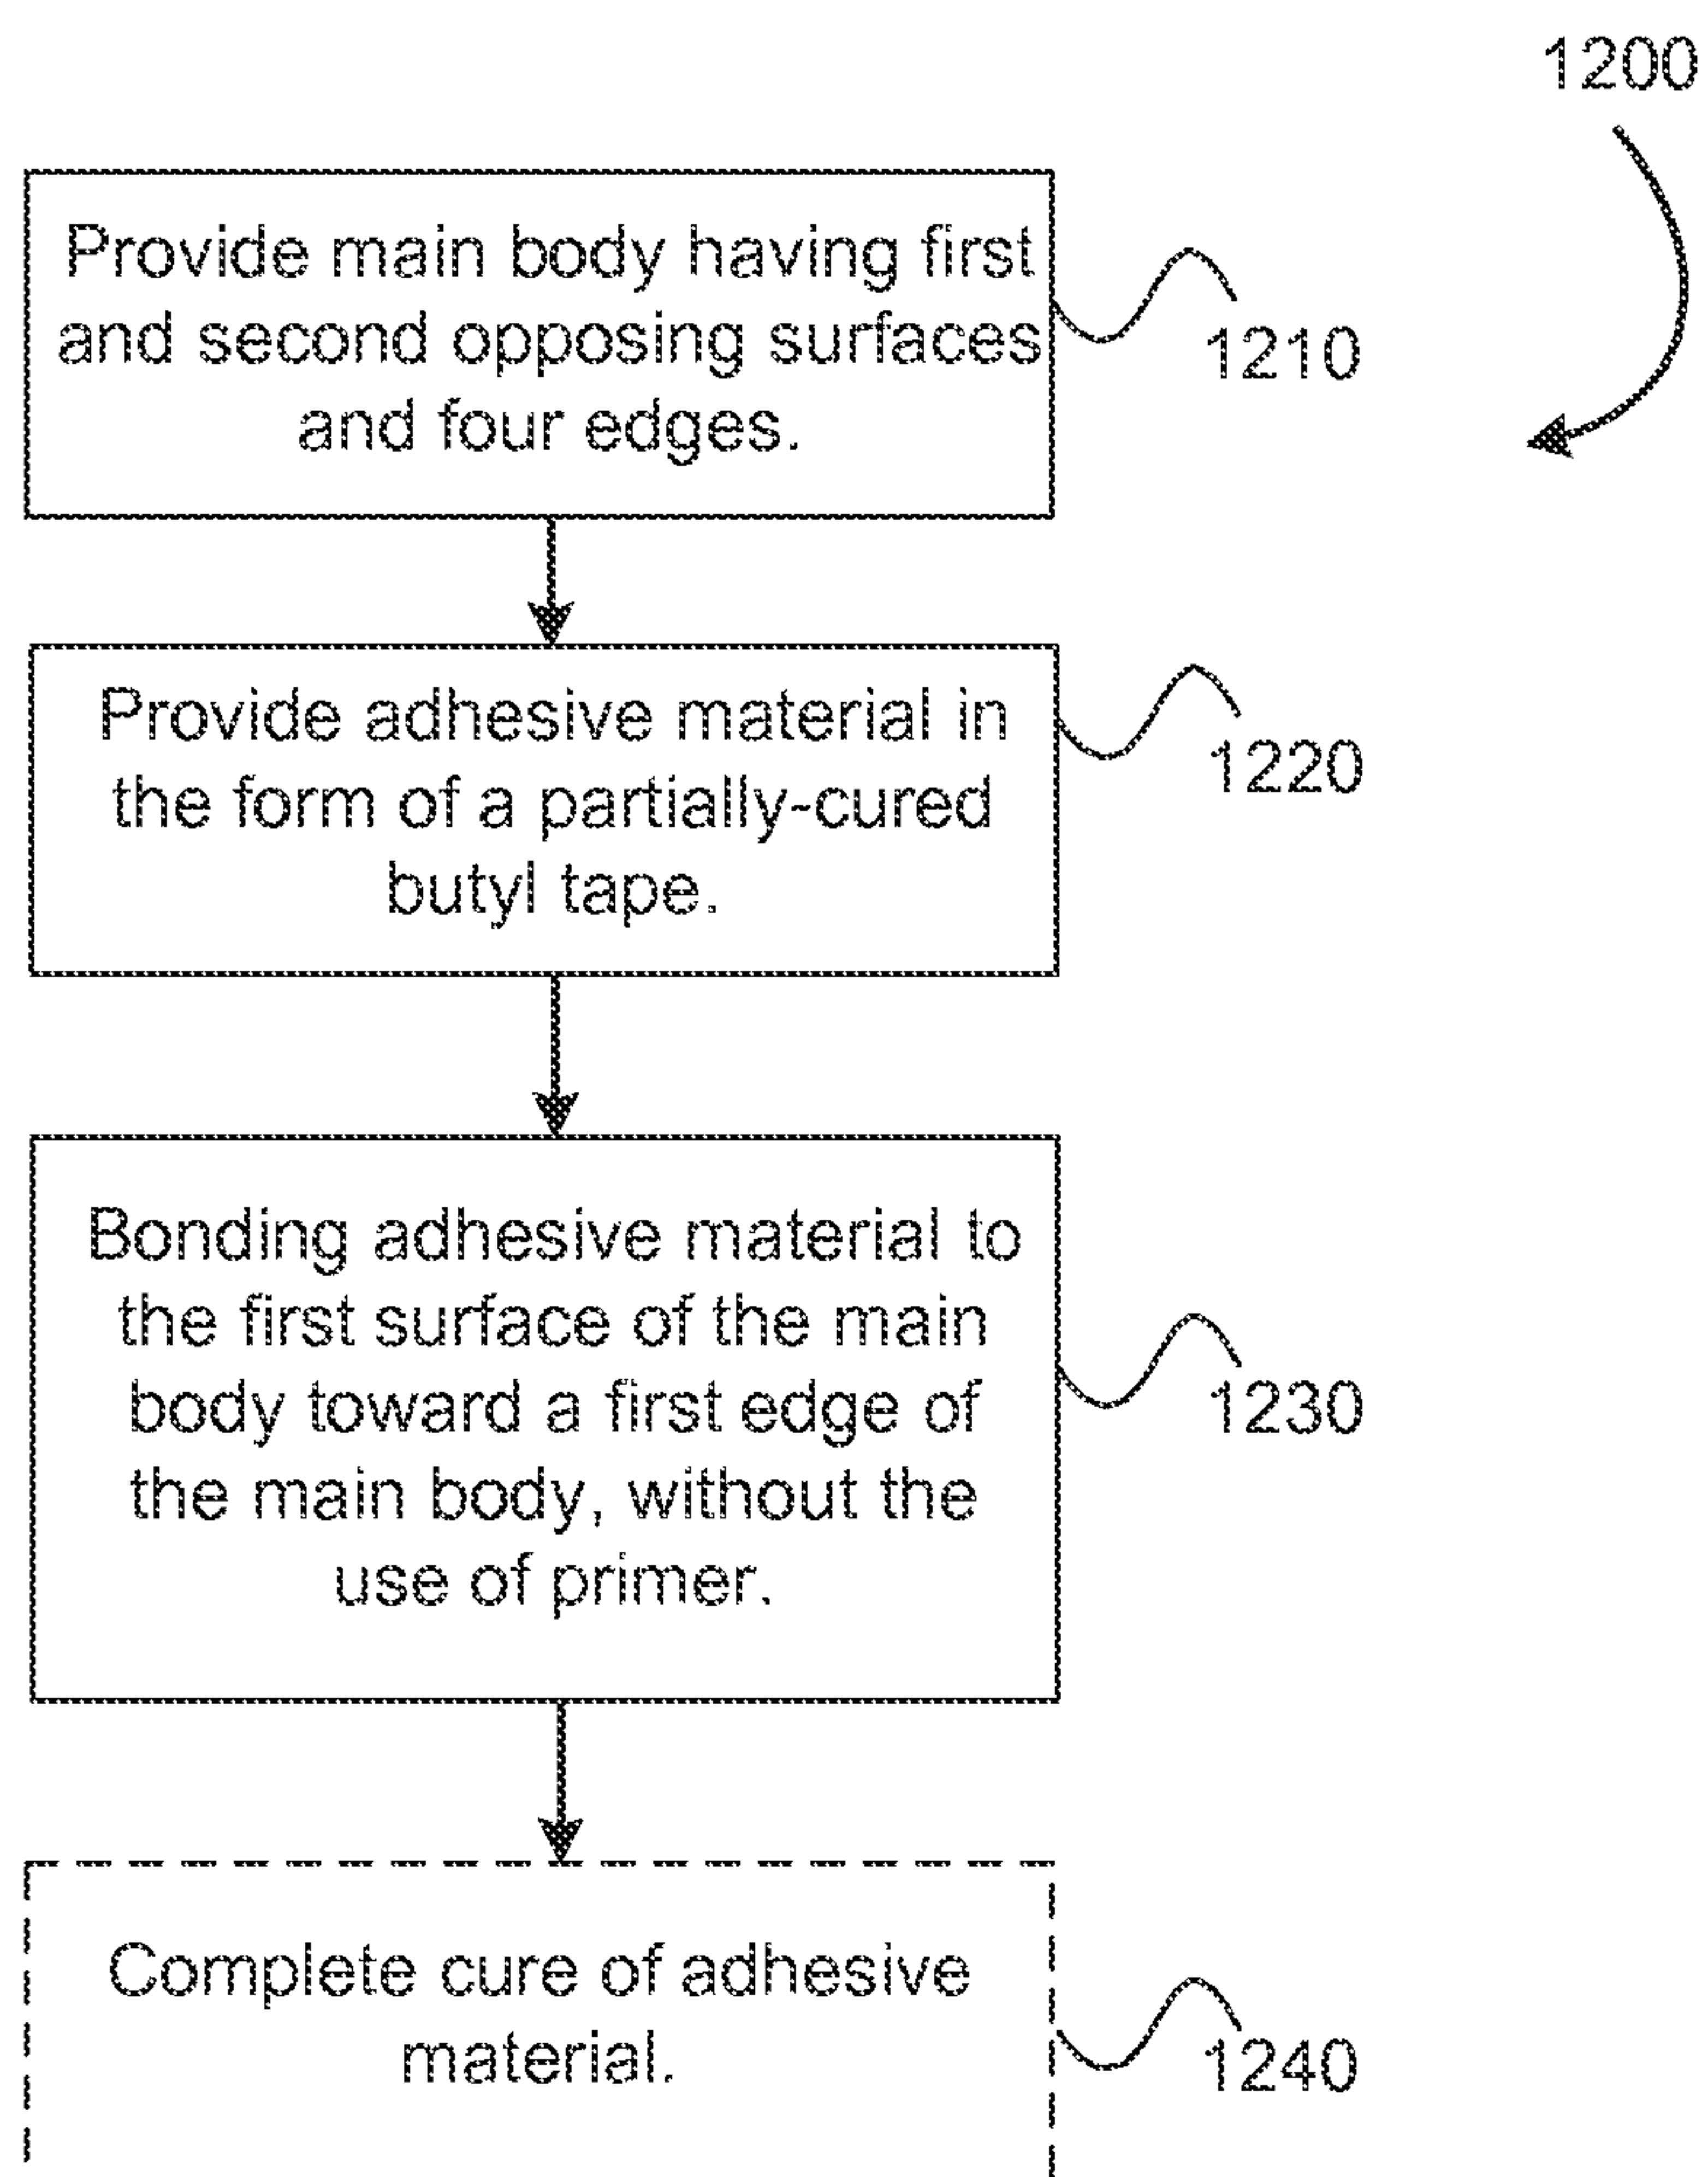 1200
Provide main body having first
and second opposing surfaces
and four edges.
1210
Provide adhesive material in
the form of a partially-cured
butyl tape.
1220
Bonding adhesive material to
the first surface of the main
body toward a first edge of
the main body, without the
use of primer.
1230
Complete cure of adhesive
material.
1240